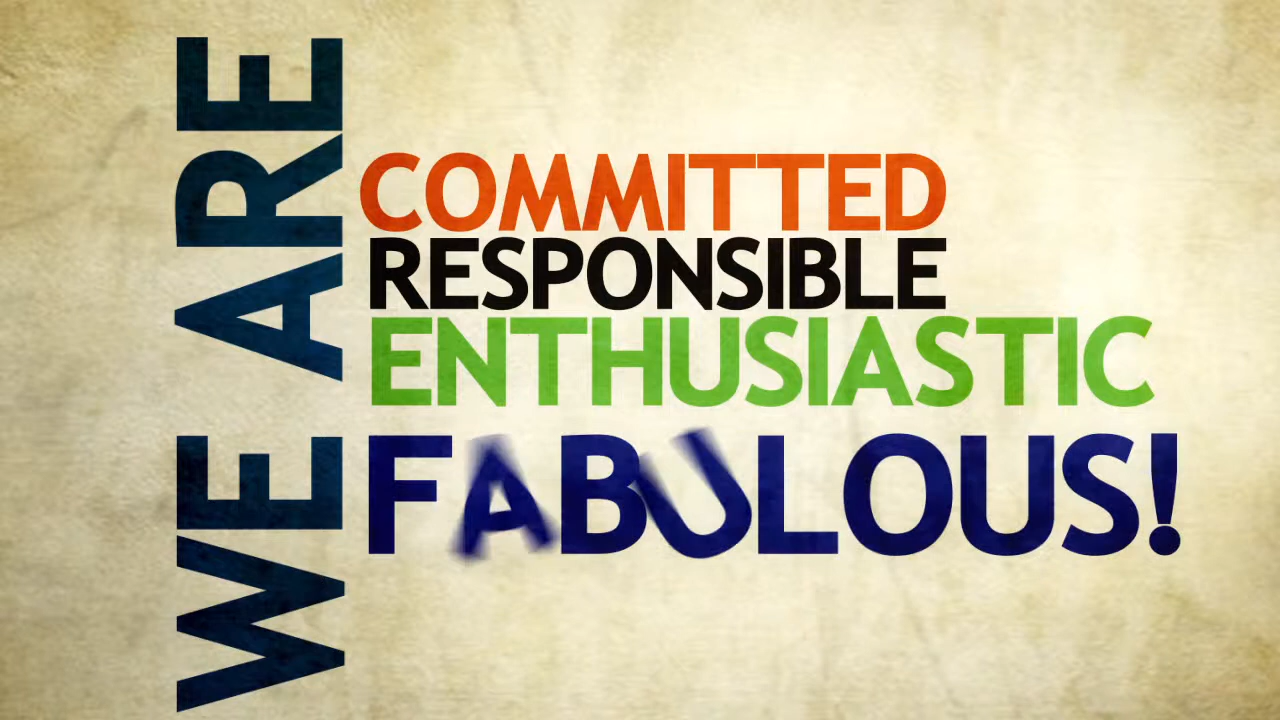 WE ARE
COMMITTED
RESPONSIBLE
ENTHUSIASTIC
FABULOUS!